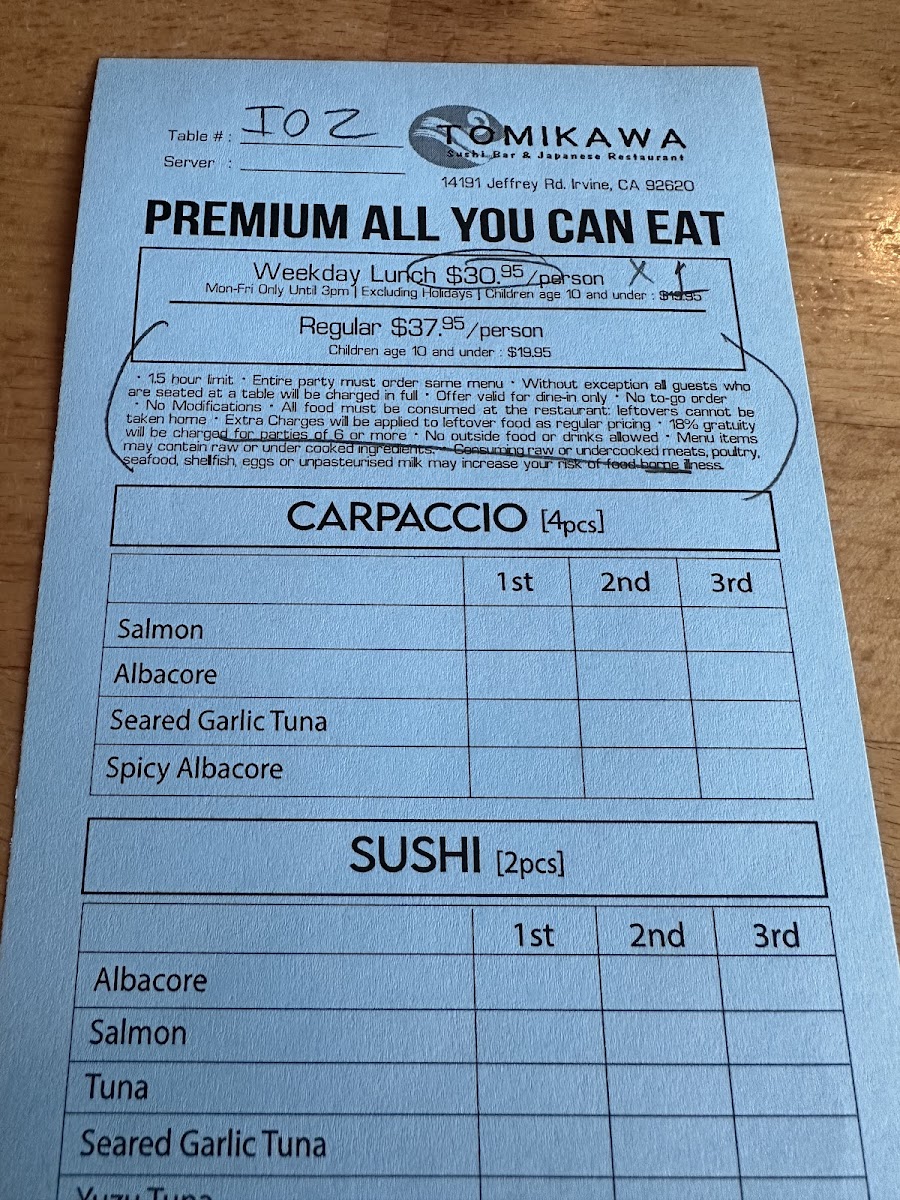 Table # : I02
TOMIKAWA
Server :
Sushi Bar & Japanese Restaurant
14191 Jeffrey Rd. Irvine, CA 92620
PREMIUM ALL YOU CAN EAT
Weekday Lunch $30.95/person X 1
Mon-Fri Only Until 3pm | Excluding Holidays | Children age 10 and under : $19.95
Regular $37.95/person
Children age 10 and under : $19.95
• 1.5 hour limit • Entire party must order same menu • Without exception all guests who
are seated at a table will be charged in full • Offer valid for dine-in only • No to-go order
• No Modifications • All food must be consumed at the restaurant: leftovers cannot be
taken home • Extra Charges will be applied to leftover food as regular pricing • 18% gratuity
will be charged for parties of 6 or more • No outside food or drinks allowed • Menu items
may contain raw or under cooked ingredients. • Consuming raw or undercooked meats, poultry,
seafood, shellfish, eggs or unpasteurised milk may increase your risk of food borne illness.
CARPACCIO [4pcs]
1st 2nd 3rd
Salmon
Albacore
Seared Garlic Tuna
Spicy Albacore
SUSHI [2pcs]
1st 2nd 3rd
Albacore
Salmon
Tuna
Seared Garlic Tuna
Yuzu Tuna